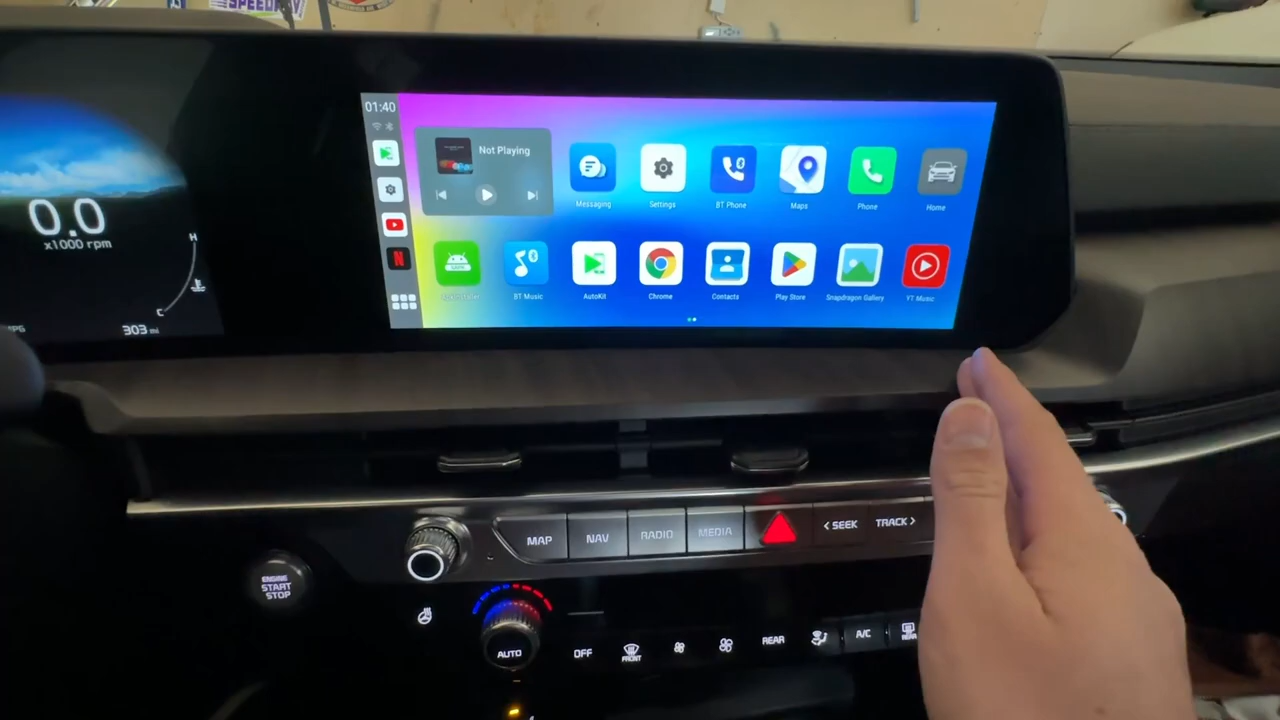 SPEEDWAY
01:40
Not Playing
Messaging
Settings
BT Phone
Maps
Phone
Home
BT Music
AutoKit
Chrome
Contacts
Play Store
Snapdragon Gallery
YT Music
N
0.0
x1000 rpm
H
C
303 mi
MAP
NAV
RADIO
MEDIA
< SEEK
TRACK >
ENGINE
START
STOP
AUTO
OFF
FRONT
REAR
A/C
REAR